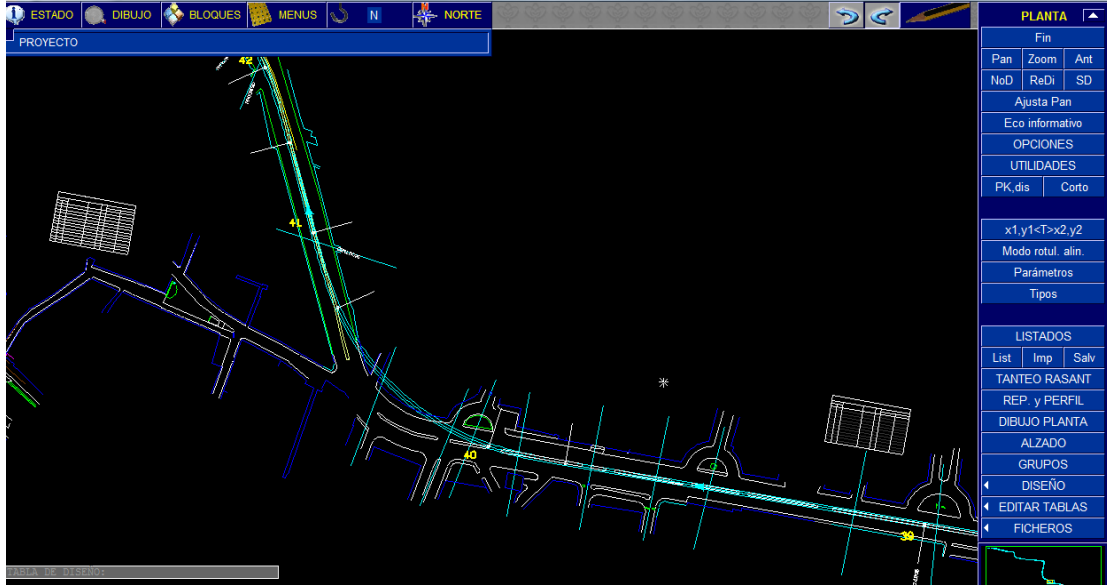 ESTADO DIBUJO BLOQUES MENUS N NORTE
PROYECTO
42
41
40
39
TABLA DE DISEÑO:
PLANTA
Fin
Pan Zoom Ant
NoD ReDi SD
Ajusta Pan
Eco informativo
OPCIONES
UTILIDADES
PK,dis Corto
x1,y1<T>x2,y2
Modo rotul. alin.
Parámetros
Tipos
LISTADOS
List Imp Salv
TANTEO RASANT
REP. y PERFIL
DIBUJO PLANTA
ALZADO
GRUPOS
DISEÑO
EDITAR TABLAS
FICHEROS